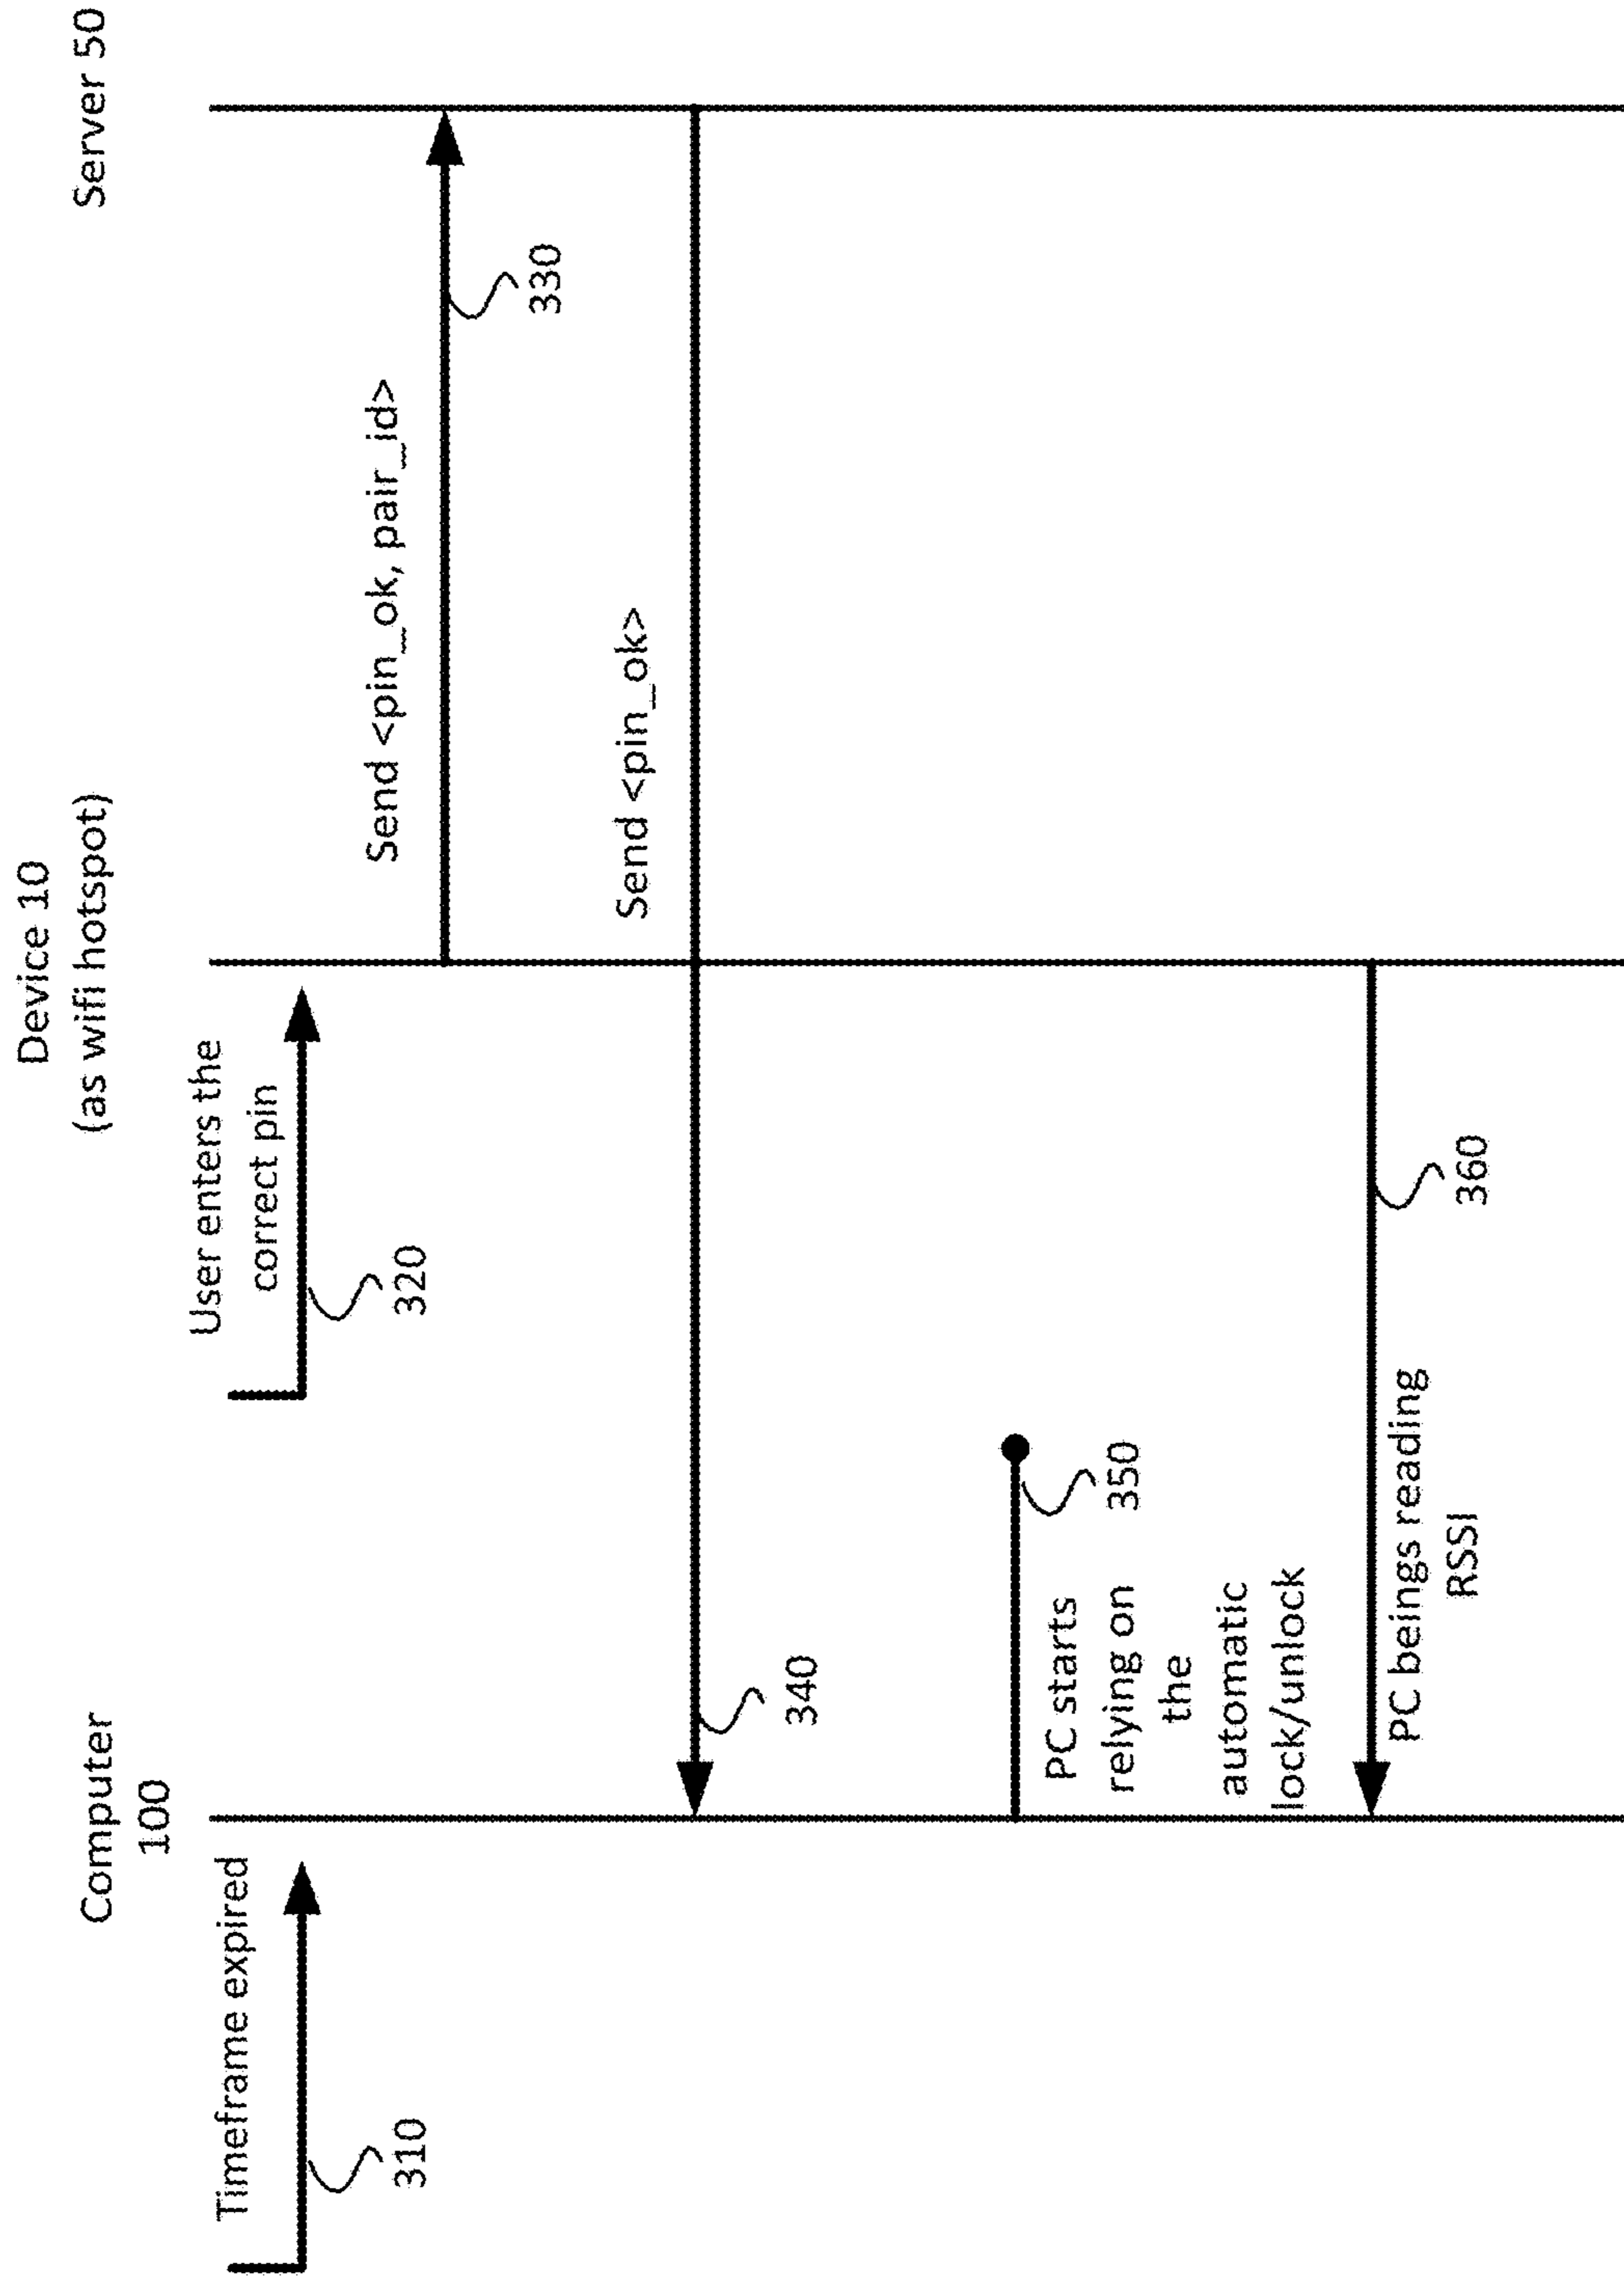 Computer
100
Device 10
(as wifi hotspot)
Server 50
Timeframe expired
310
User enters the
correct pin
320
Send <pin_ok, pair_id>
330
Send <pin_ok>
340
350
PC starts
relying on
the
automatic
lock/unlock
360
PC beings reading
RSSI